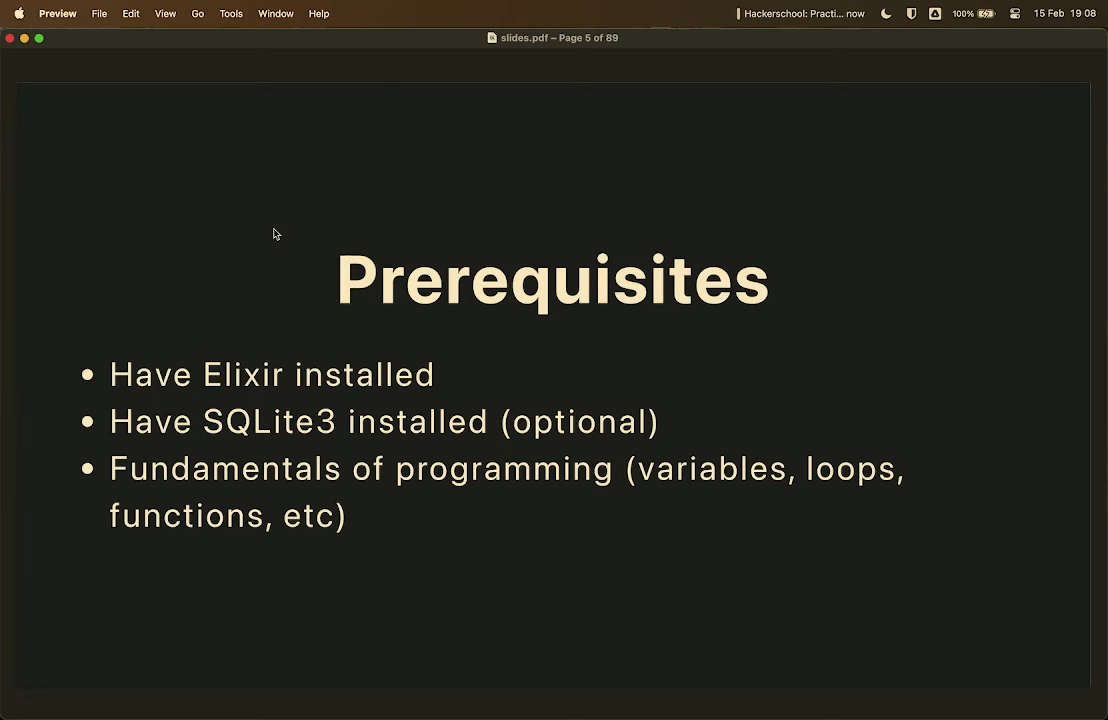 Preview File Edit View Go Tools Window Help Hackerschool: Practi... now 100% 15 Feb 19 08
slides.pdf – Page 5 of 89
Prerequisites
• Have Elixir installed
• Have SQLite3 installed (optional)
• Fundamentals of programming (variables, loops,
functions, etc)